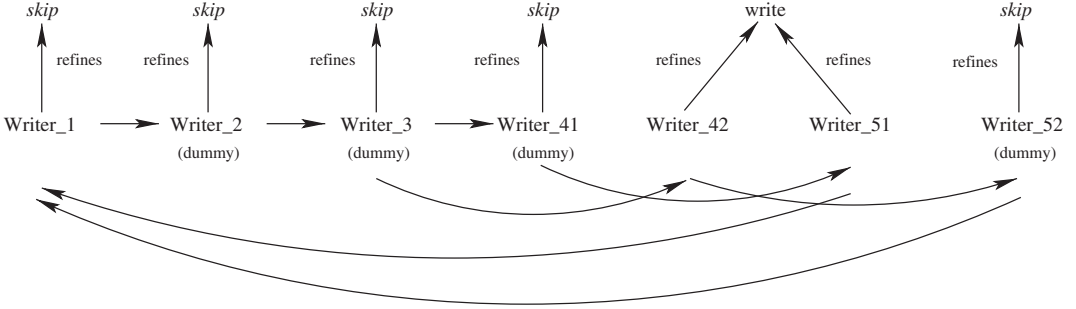 skip skip skip skip write skip
refines refines refines refines refines refines refines
Writer_1 Writer_2 Writer_3 Writer_41 Writer_42 Writer_51 Writer_52
(dummy) (dummy) (dummy) (dummy)